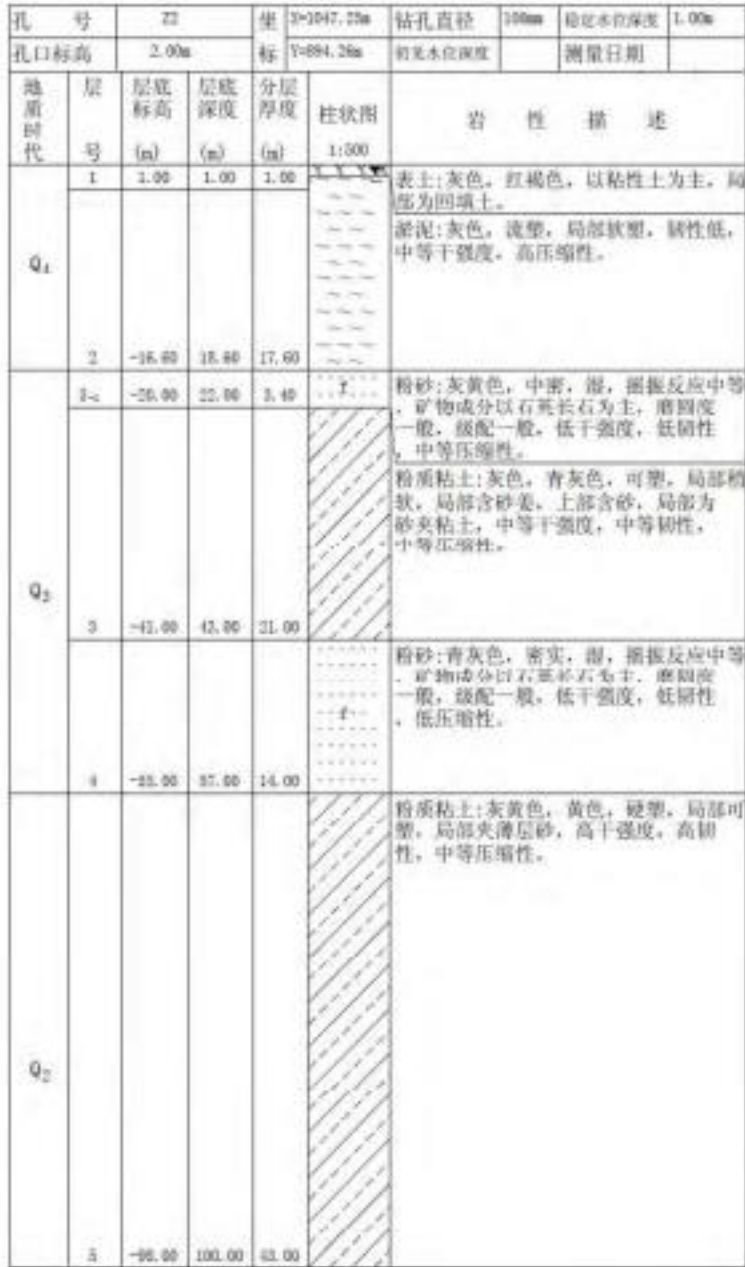 孔 号 Z2 坐 X=1047.25m 钻孔直径 100mm 稳定水位深度 1.00m
孔口标高 2.00m 标 Y=894.26m 初见水位深度 测量日期
地质时代 层号 层底标高(m) 层底深度(m) 分层厚度(m) 柱状图 1:500 岩 性 描 述
1 1.00 1.00 1.00
表土:灰色，红褐色，以粘性土为主，局
部为回填土。
淤泥:灰色，流塑，局部软塑，韧性低，
中等干强度，高压缩性。
Q4
2 -16.60 18.60 17.60
-20.00 22.00 3.40 f
粉砂:灰黄色，中密，湿，摇振反应中等
，矿物成分以石英长石为主，磨圆度
一般，级配一般，低干强度，低韧性
，中等压缩性。
粉质粘土:灰色，青灰色，可塑，局部稍
软，局部含砂姜，上部含砂，局部为
砂夹粘土，中等干强度，中等韧性，
中等压缩性。
Q3
3 -41.00 43.00 21.00
粉砂:青灰色，密实，湿，摇振反应中等
，矿物成分以石英长石为主，磨圆度
一般，级配一般，低干强度，低韧性
，低压缩性。
f
4 -55.00 57.00 14.00
粉质粘土:灰黄色，黄色，硬塑，局部可
塑，局部夹薄层砂，高干强度，高韧
性，中等压缩性。
Q2
5 -98.00 100.00 43.00